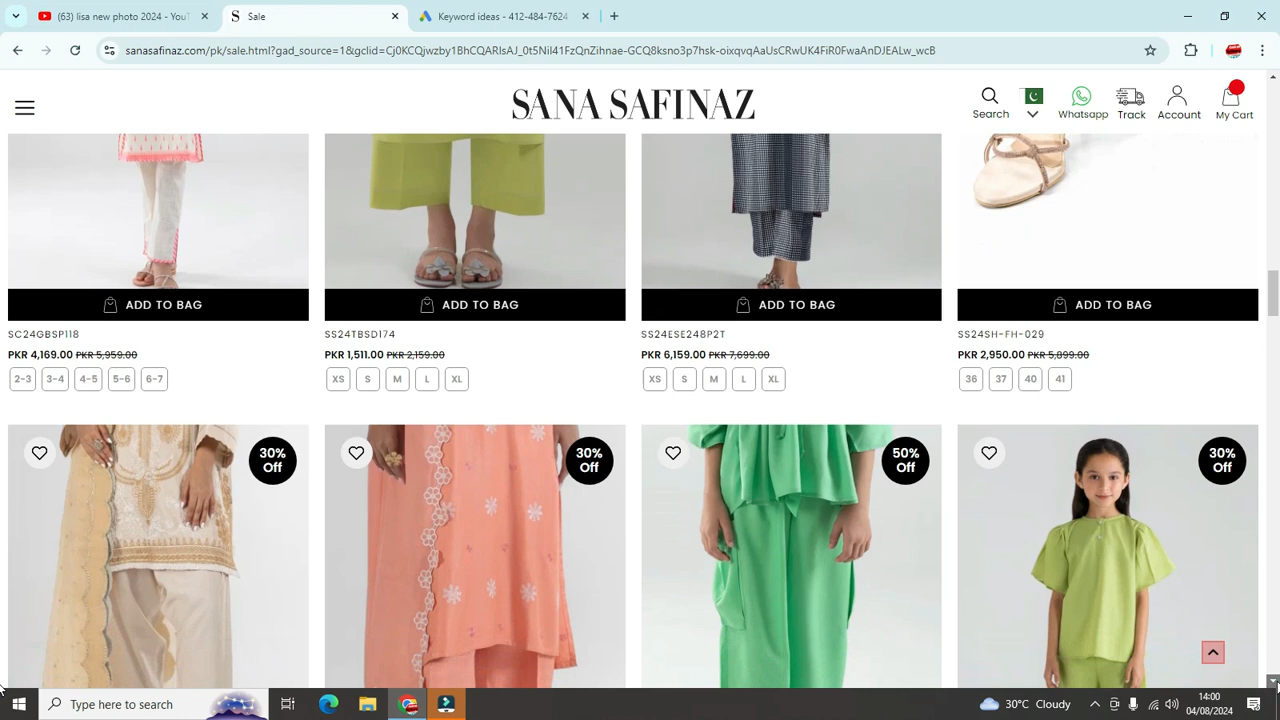 (63) lisa new photo 2024 - YouT
Sale
Keyword ideas - 412-484-7624
sanasafinaz.com/pk/sale.html?gad_source=1&gclid=Cj0KCQjwzby1BhCQARIsAJ_0t5Nil41FzQnZihnae-GCQ8ksno3p7hsk-oixqvqAaUsCRwUK4FiR0FwaAnDJEALw_wcB
SANA SAFINAZ
Search
Whatsapp
Track
Account
My Cart
ADD TO BAG
ADD TO BAG
ADD TO BAG
ADD TO BAG
SC24GBSP118
SS24TBSD174
SS24ESE248P2T
SS24SH-FH-029
PKR 4,169.00 PKR 5,959.00
PKR 1,511.00 PKR 2,159.00
PKR 6,159.00 PKR 7,699.00
PKR 2,950.00 PKR 5,899.00
2-3 3-4 4-5 5-6 6-7
XS S M L XL
XS S M L XL
36 37 40 41
30% Off
30% Off
50% Off
30% Off
Type here to search
30°C Cloudy
14:00
04/08/2024